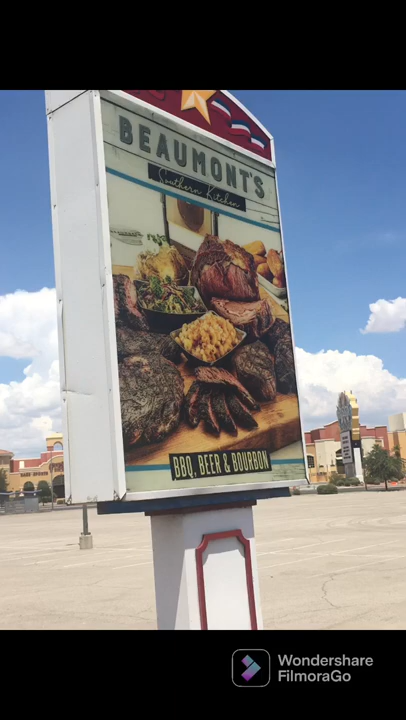 BEAUMONT'S
Southern Kitchen
BBQ, BEER & BOURBON
Wondershare
FilmoraGo